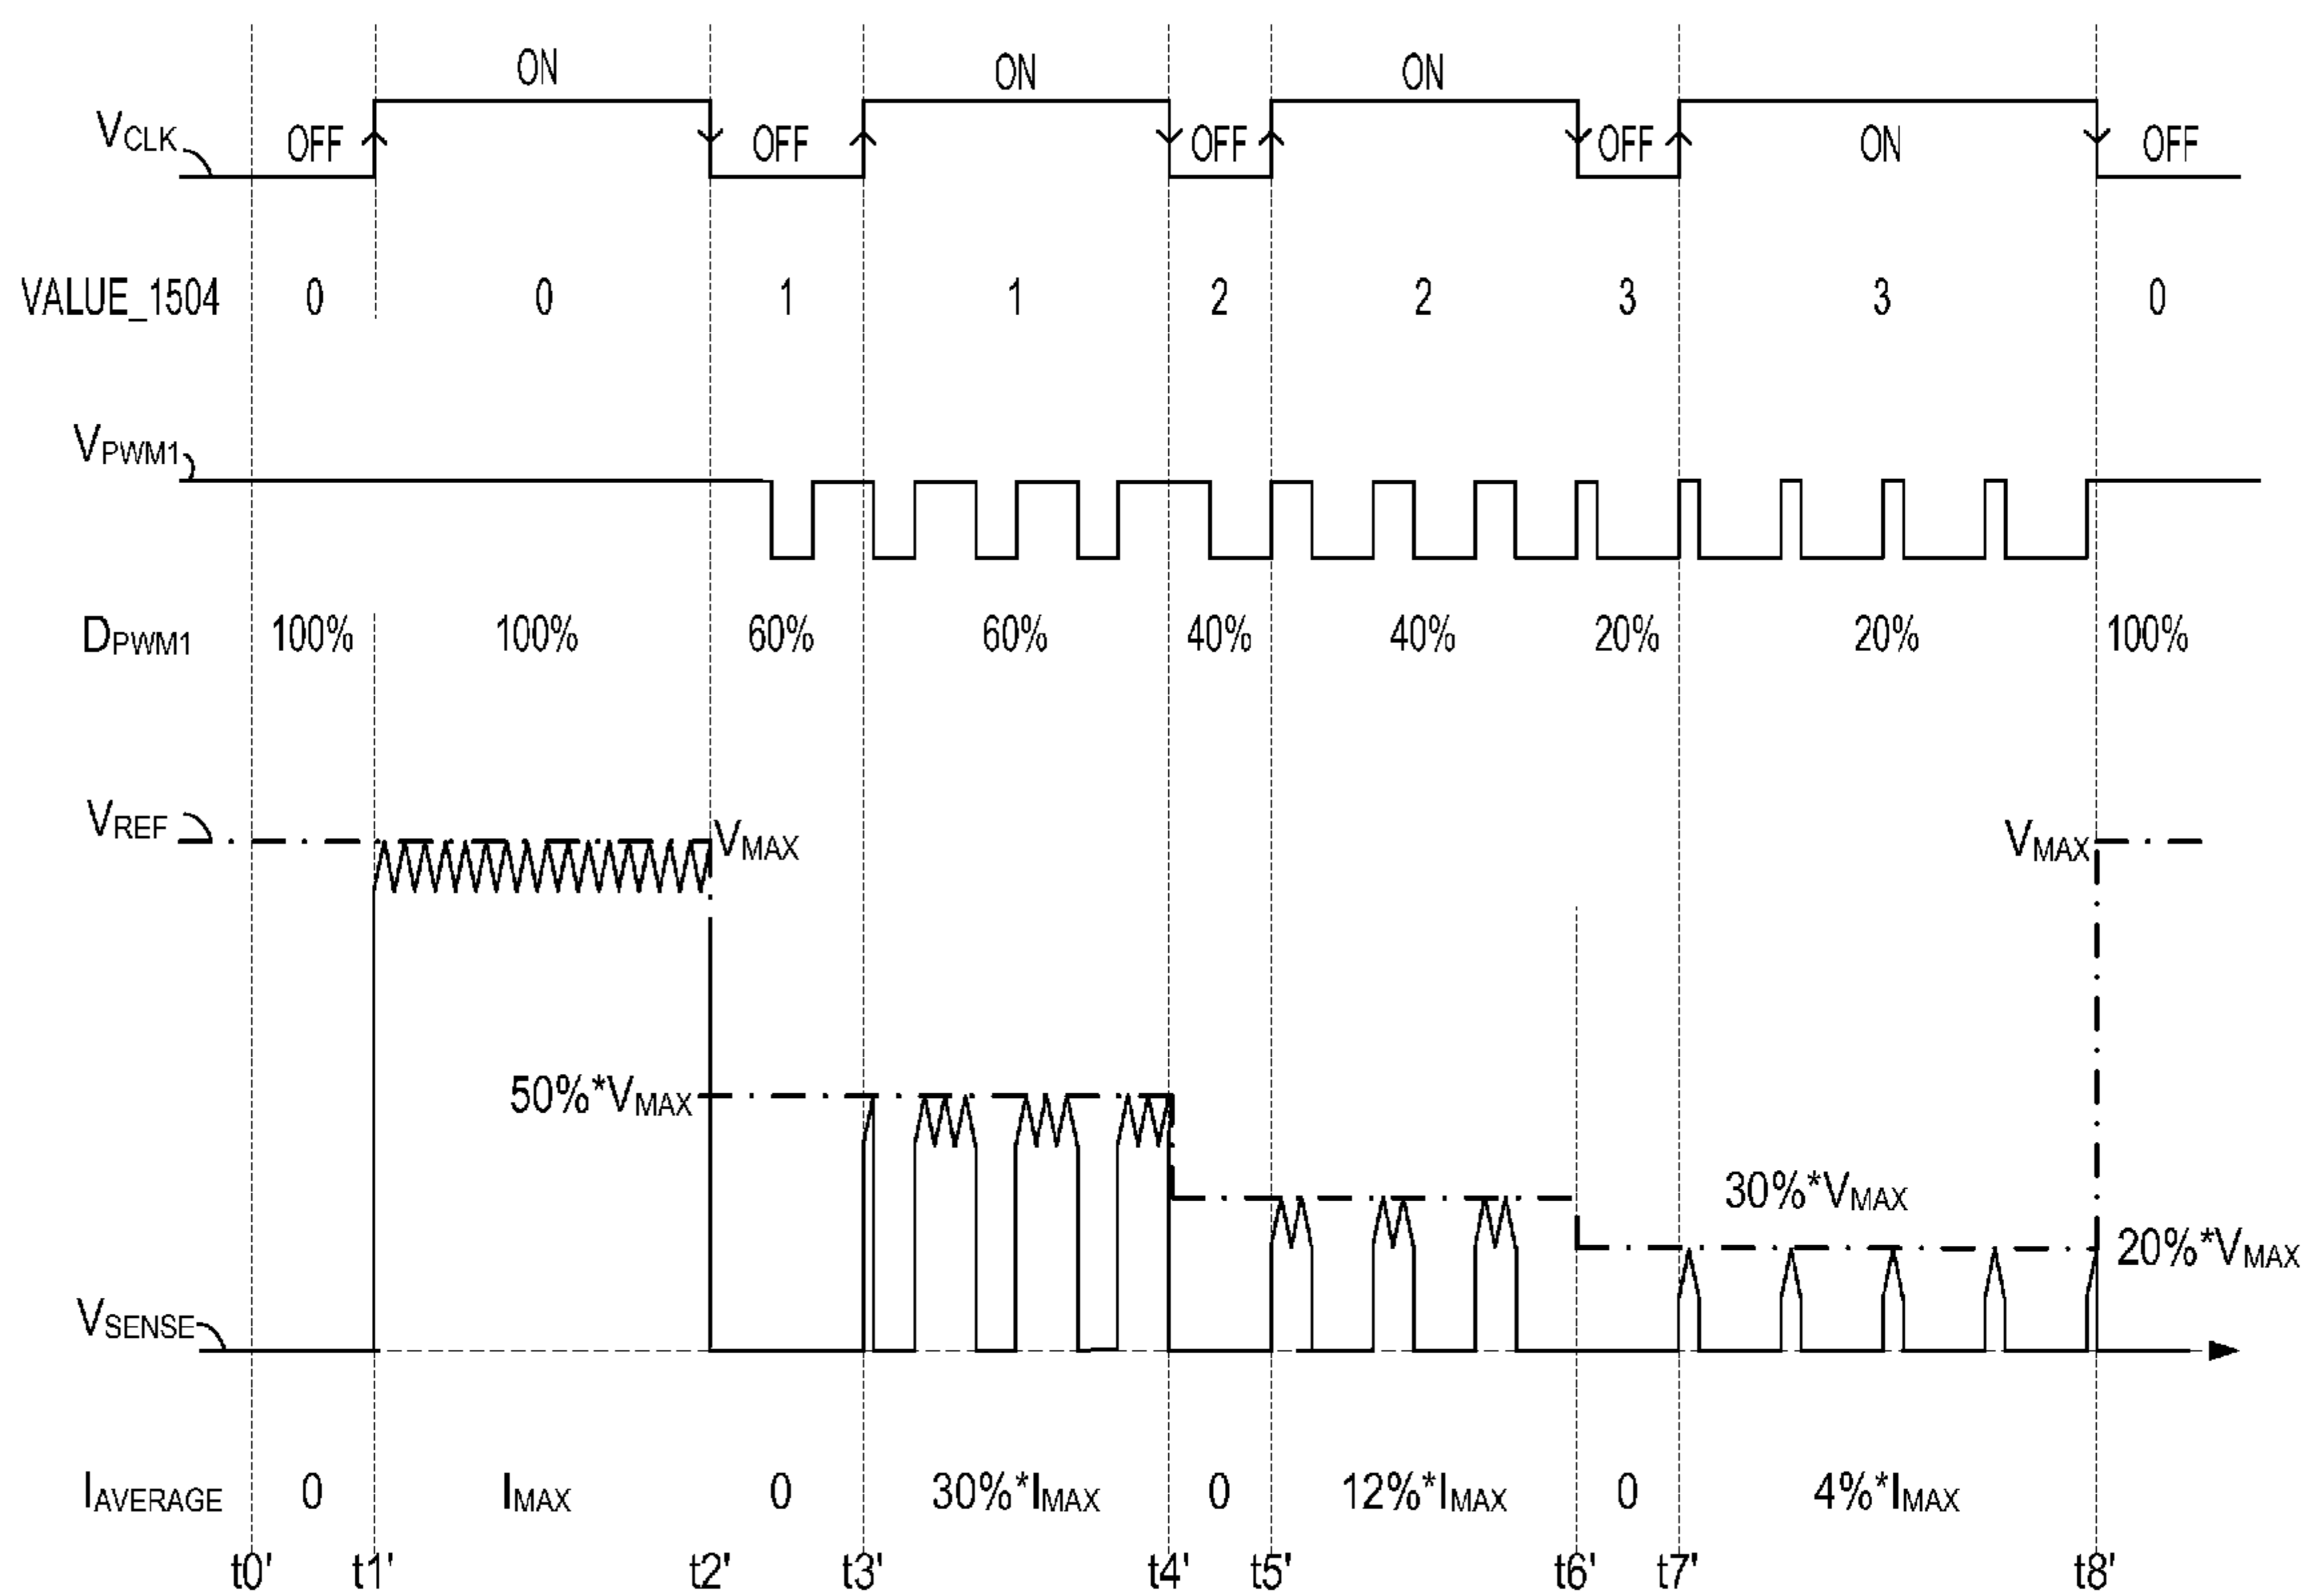 ON ON ON
VCLK OFF OFF OFF OFF ON OFF
VALUE_1504 0 0 1 1 2 2 3 3 0
VPWM1
DPWM1 100% 100% 60% 60% 40% 40% 20% 20% 100%
VREF VMAX VMAX
50%*VMAX
30%*VMAX
20%*VMAX
VSENSE
IAVERAGE 0 IMAX 0 30%*IMAX 0 12%*IMAX 0 4%*IMAX
t0' t1' t2' t3' t4' t5' t6' t7' t8'